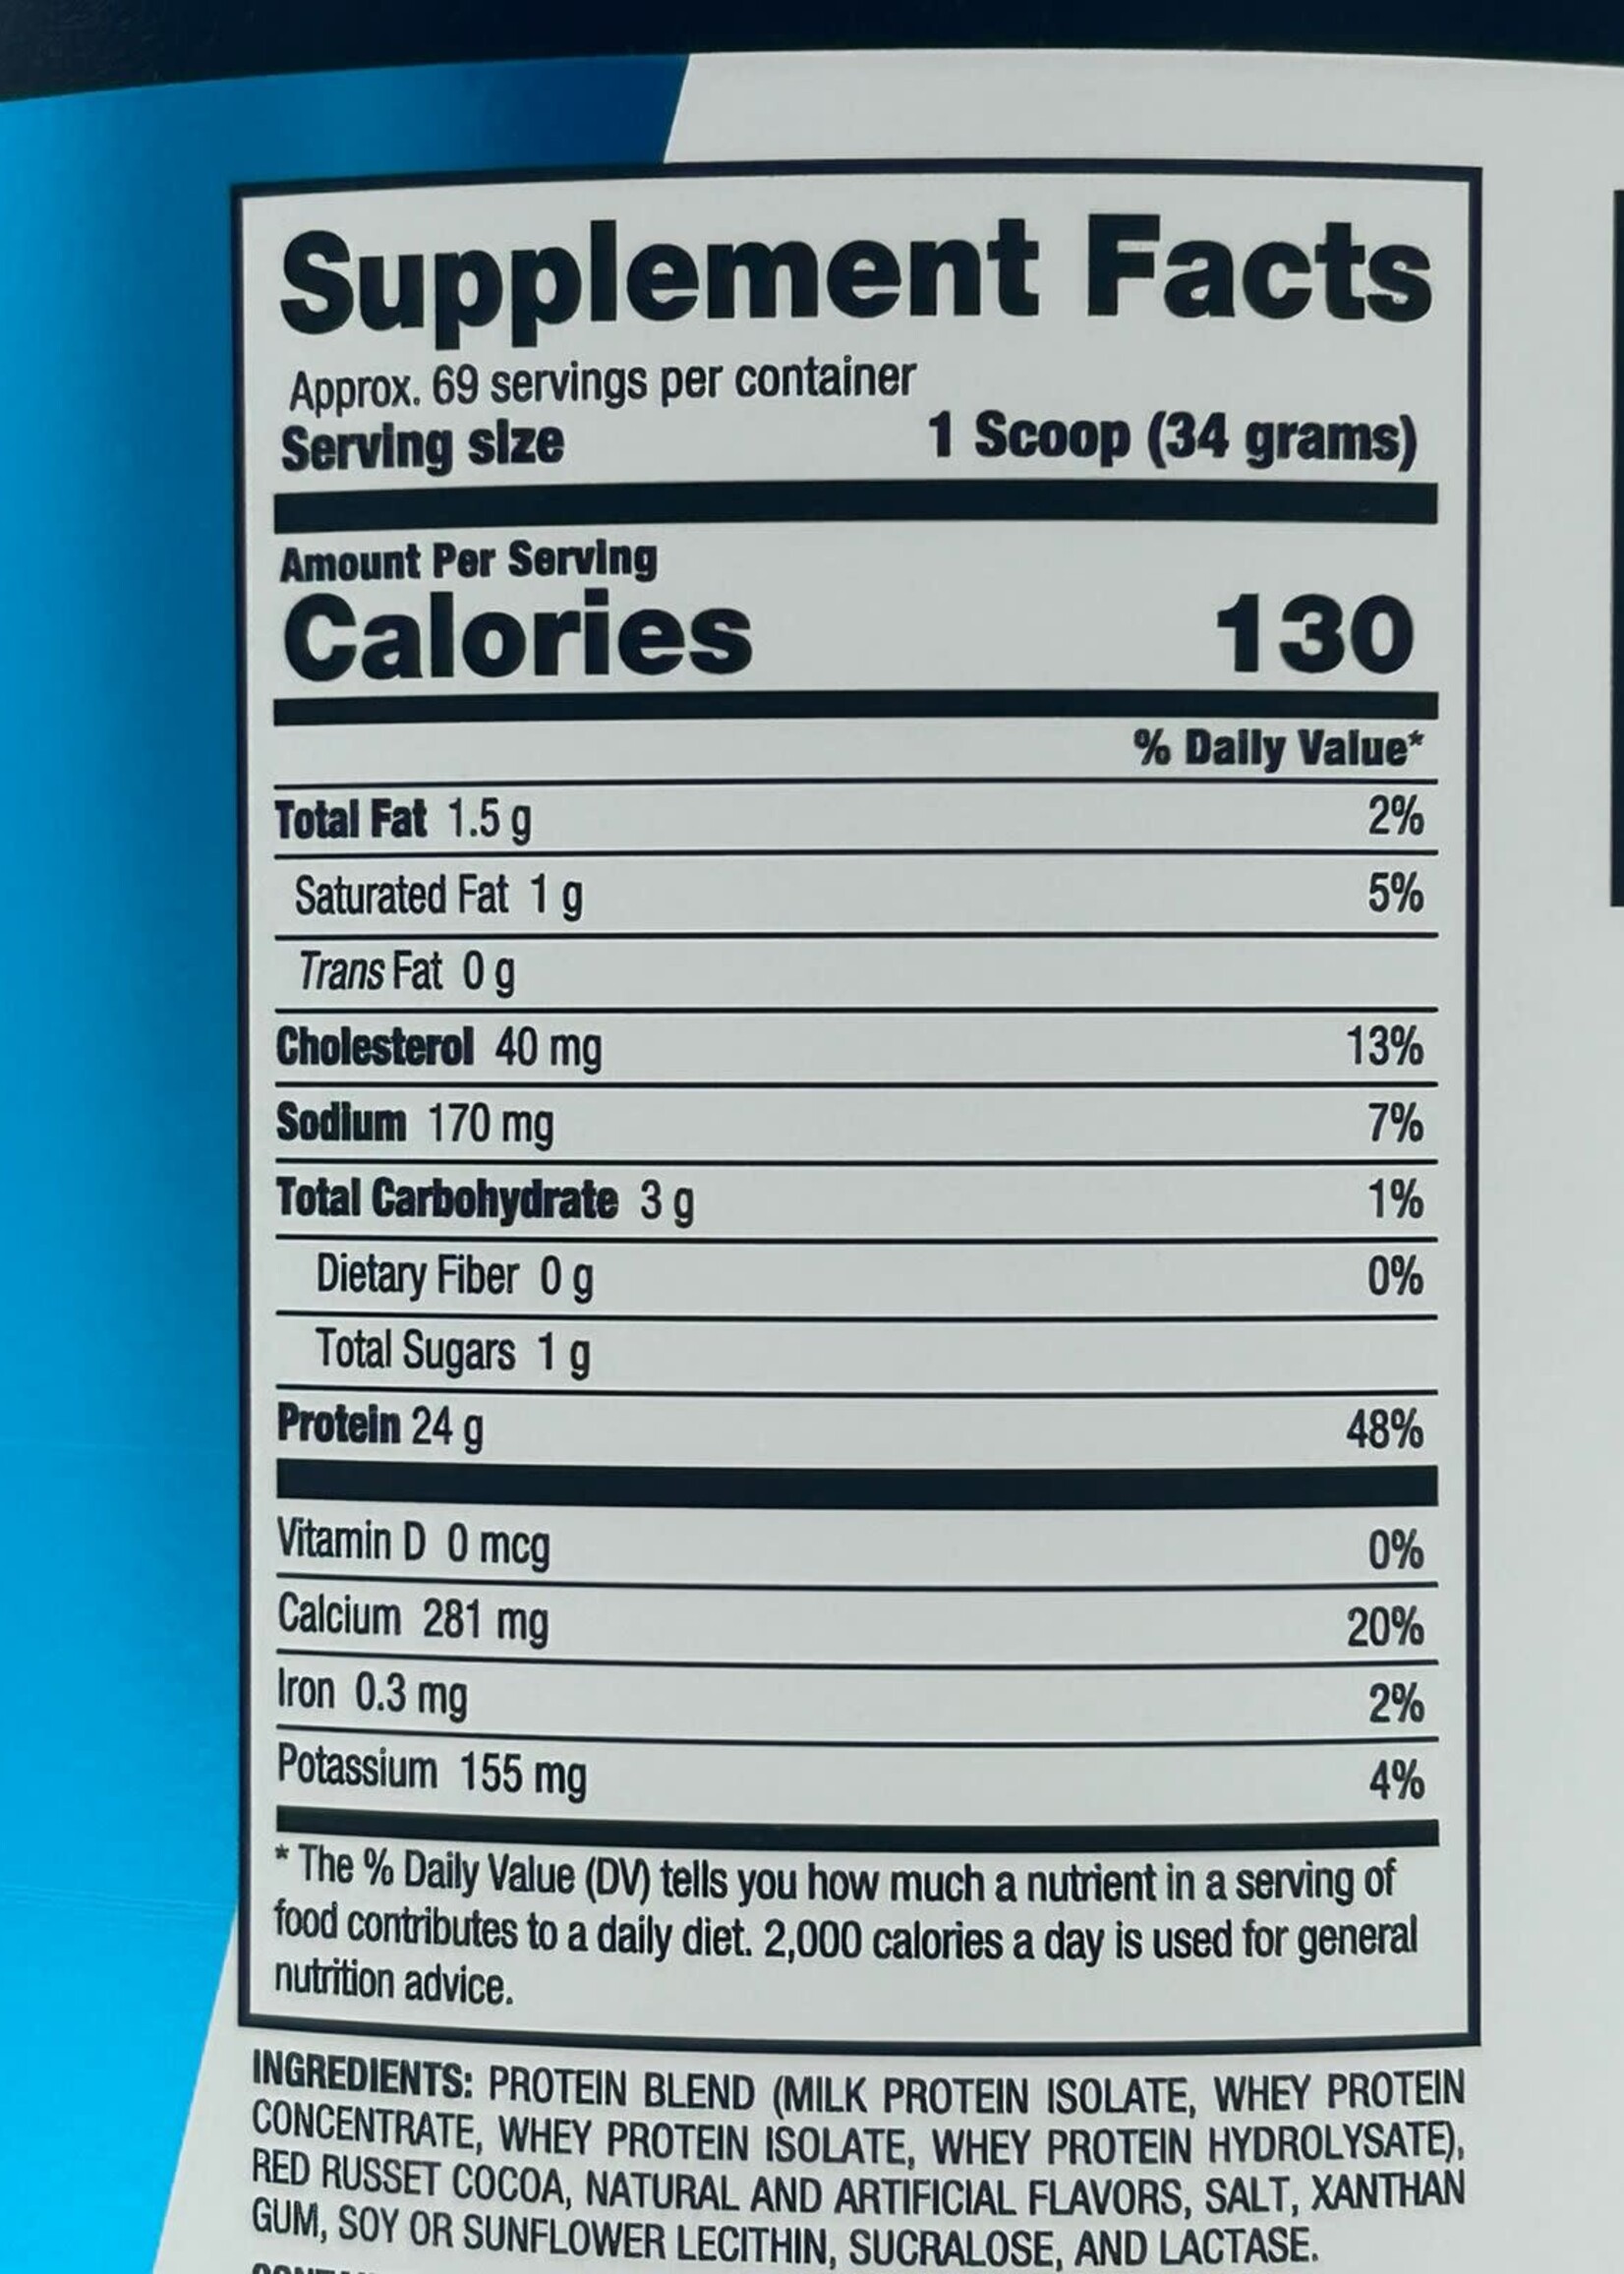 Supplement Facts
Approx. 69 servings per container
Serving size 1 Scoop (34 grams)
Amount Per Serving
Calories 130
% Daily Value*
Total Fat 1.5 g 2%
Saturated Fat 1 g 5%
Trans Fat 0 g
Cholesterol 40 mg 13%
Sodium 170 mg 7%
Total Carbohydrate 3 g 1%
Dietary Fiber 0 g 0%
Total Sugars 1 g
Protein 24 g 48%
Vitamin D 0 mcg 0%
Calcium 281 mg 20%
Iron 0.3 mg 2%
Potassium 155 mg 4%
* The % Daily Value (DV) tells you how much a nutrient in a serving of
food contributes to a daily diet. 2,000 calories a day is used for general
nutrition advice.
INGREDIENTS: PROTEIN BLEND (MILK PROTEIN ISOLATE, WHEY PROTEIN
CONCENTRATE, WHEY PROTEIN ISOLATE, WHEY PROTEIN HYDROLYSATE),
RED RUSSET COCOA, NATURAL AND ARTIFICIAL FLAVORS, SALT, XANTHAN
GUM, SOY OR SUNFLOWER LECITHIN, SUCRALOSE, AND LACTASE.